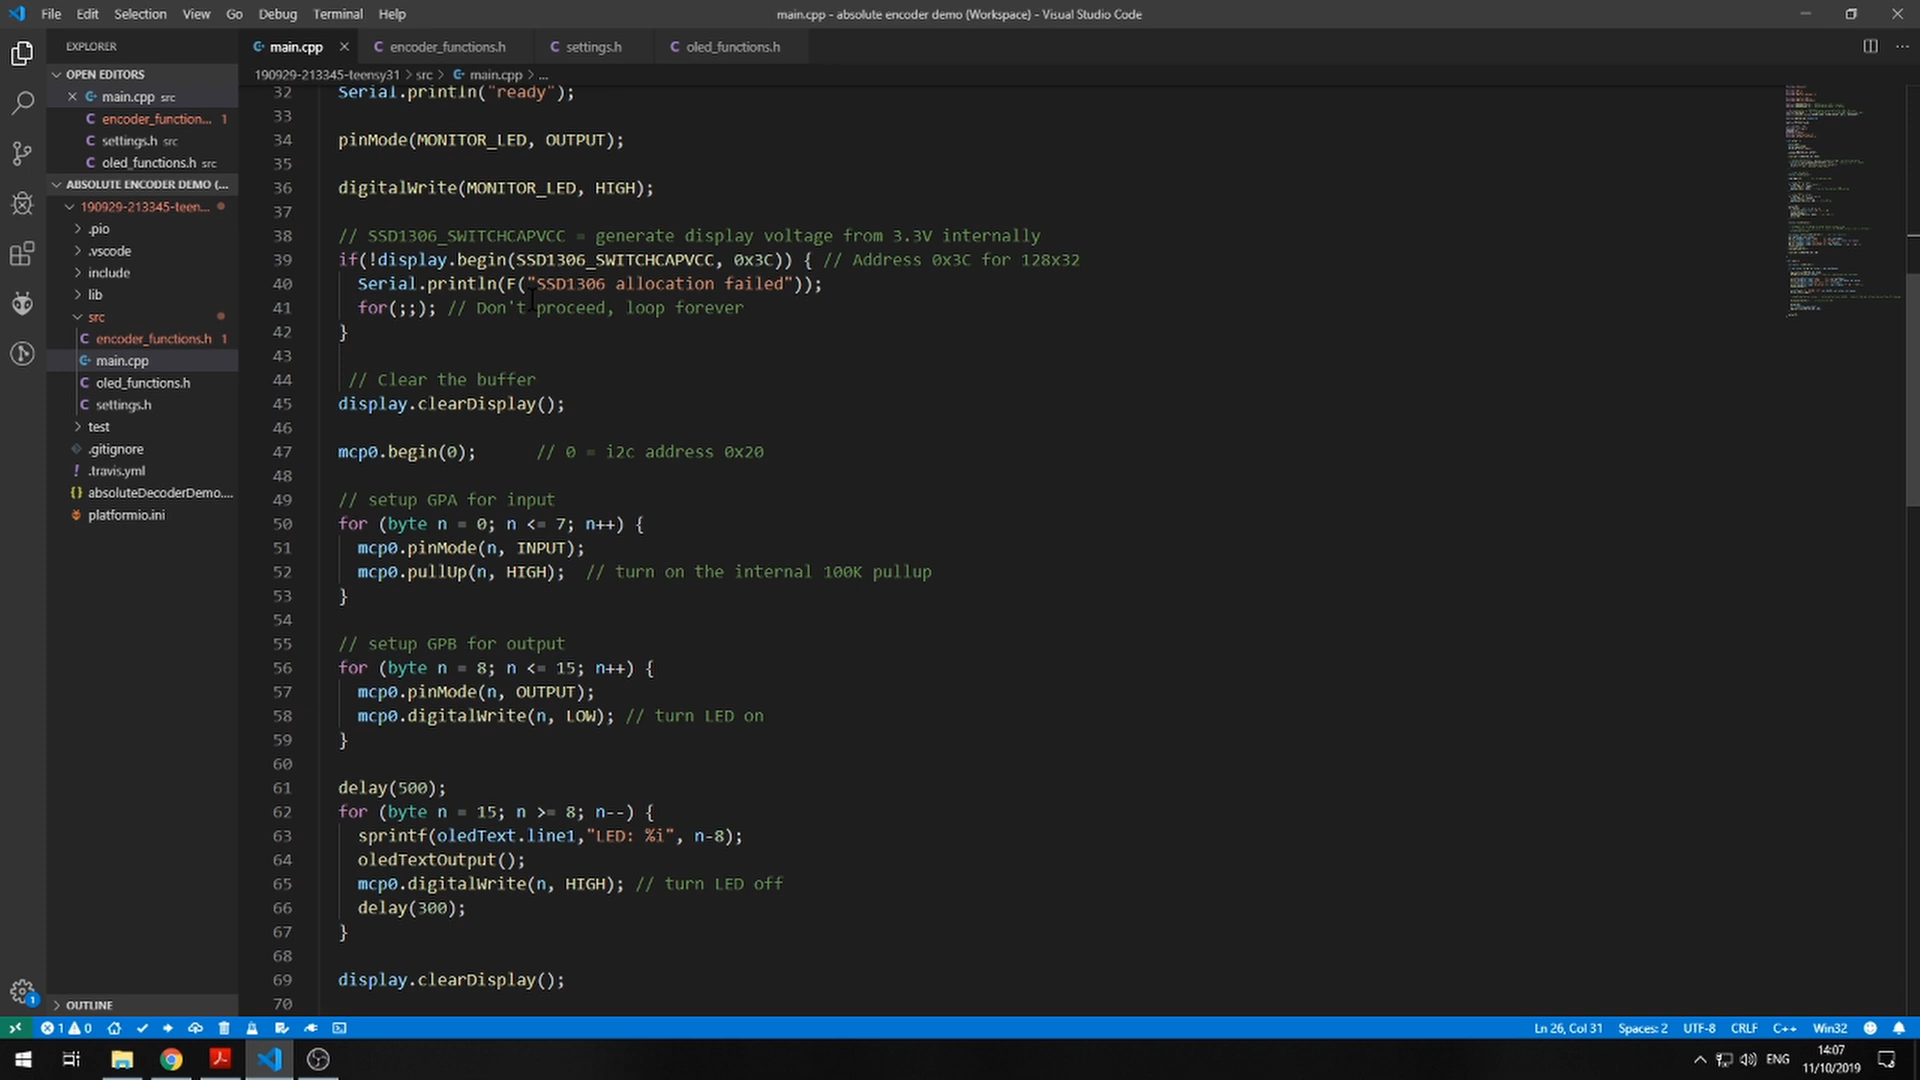 File Edit Selection View Go Debug Terminal Help
main.cpp - absolute encoder demo (Workspace) - Visual Studio Code
EXPLORER
OPEN EDITORS
main.cpp src
encoder_function... 1
settings.h src
oled_functions.h src
ABSOLUTE ENCODER DEMO (...
190929-213345-teen...
.pio
.vscode
include
lib
src
encoder_functions.h 1
main.cpp
oled_functions.h
settings.h
test
.gitignore
.travis.yml
absoluteDecoderDemo....
platformio.ini
OUTLINE
main.cpp encoder_functions.h settings.h oled_functions.h
190929-213345-teensy31 > src > main.cpp > ...
32 Serial.println("ready");
33
34 pinMode(MONITOR_LED, OUTPUT);
35
36 digitalWrite(MONITOR_LED, HIGH);
37
38 // SSD1306_SWITCHCAPVCC = generate display voltage from 3.3V internally
39 if(!display.begin(SSD1306_SWITCHCAPVCC, 0x3C)) { // Address 0x3C for 128x32
40 Serial.println(F("SSD1306 allocation failed"));
41 for(;;); // Don't proceed, loop forever
42 }
43
44 // Clear the buffer
45 display.clearDisplay();
46
47 mcp0.begin(0); // 0 = i2c address 0x20
48
49 // setup GPA for input
50 for (byte n = 0; n <= 7; n++) {
51 mcp0.pinMode(n, INPUT);
52 mcp0.pullUp(n, HIGH); // turn on the internal 100K pullup
53 }
54
55 // setup GPB for output
56 for (byte n = 8; n <= 15; n++) {
57 mcp0.pinMode(n, OUTPUT);
58 mcp0.digitalWrite(n, LOW); // turn LED on
59 }
60
61 delay(500);
62 for (byte n = 15; n >= 8; n--) {
63 sprintf(oledText.line1,"LED: %i", n-8);
64 oledTextOutput();
65 mcp0.digitalWrite(n, HIGH); // turn LED off
66 delay(300);
67 }
68
69 display.clearDisplay();
70
1 0
Ln 26, Col 31 Spaces: 2 UTF-8 CRLF C++ Win32
1
ENG
14:07
11/10/2019